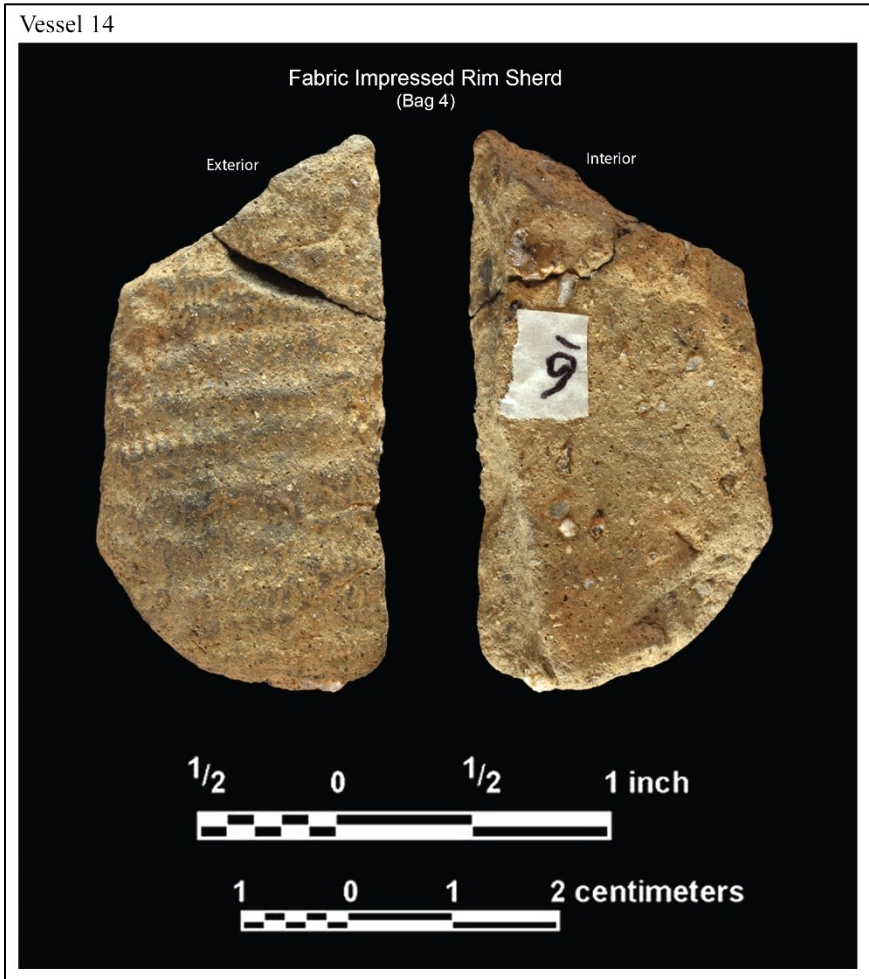 Vessel 14
Fabric Impressed Rim Sherd
(Bag 4)
Exterior
Interior
1/2 0 1/2 1 inch
1 0 1 2 centimeters